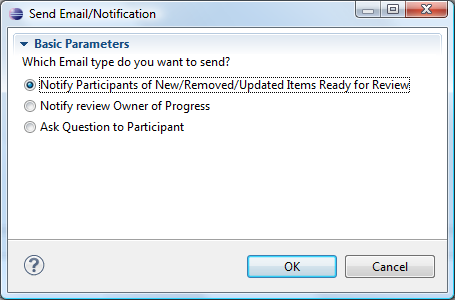 Send Email/Notification
Basic Parameters
Which Email type do you want to send?
Notify Participants of New/Removed/Updated Items Ready for Review
Notify review Owner of Progress
Ask Question to Participant
?
OK
Cancel